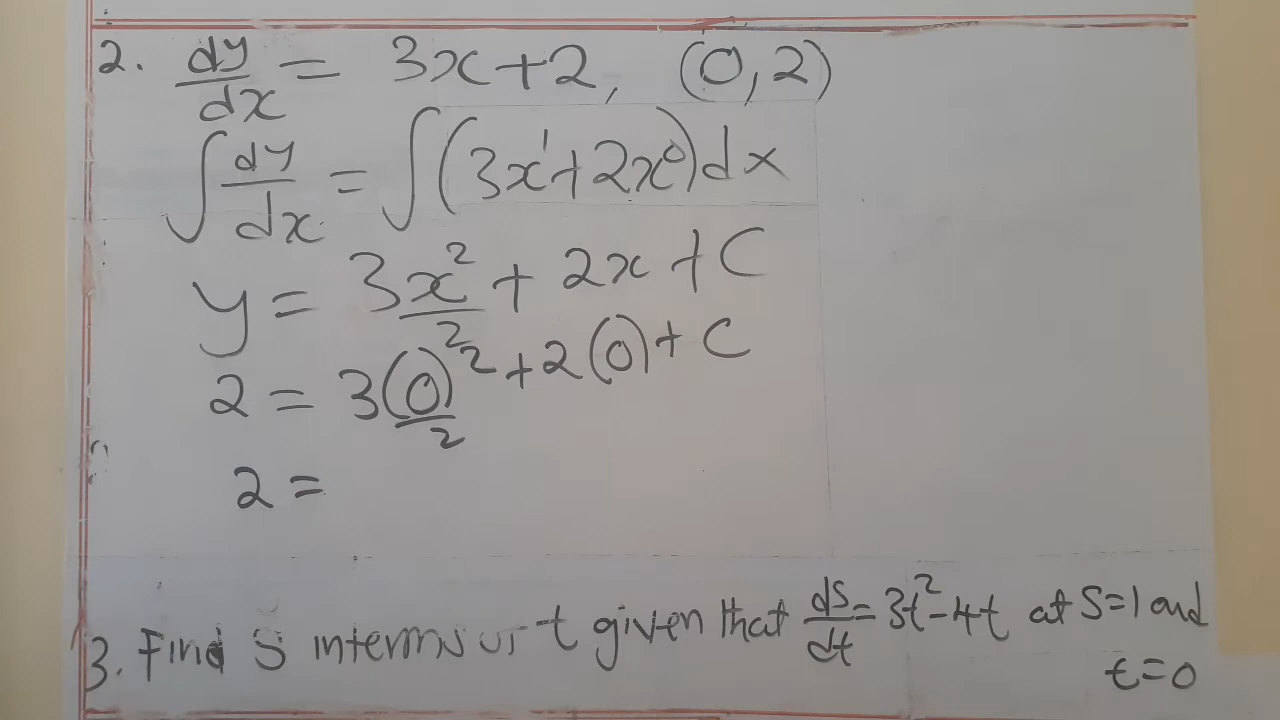 2. dy/dx = 3x+2, (0,2)
∫ dy/dx = ∫(3x¹+2x⁰)dx
y = 3x²/2 + 2x + C
2 = 3(0)²/2 + 2(0) + C
2 =
3. Find S interms of t given that ds/dt = 3t²-4t at S=1 and
t=0